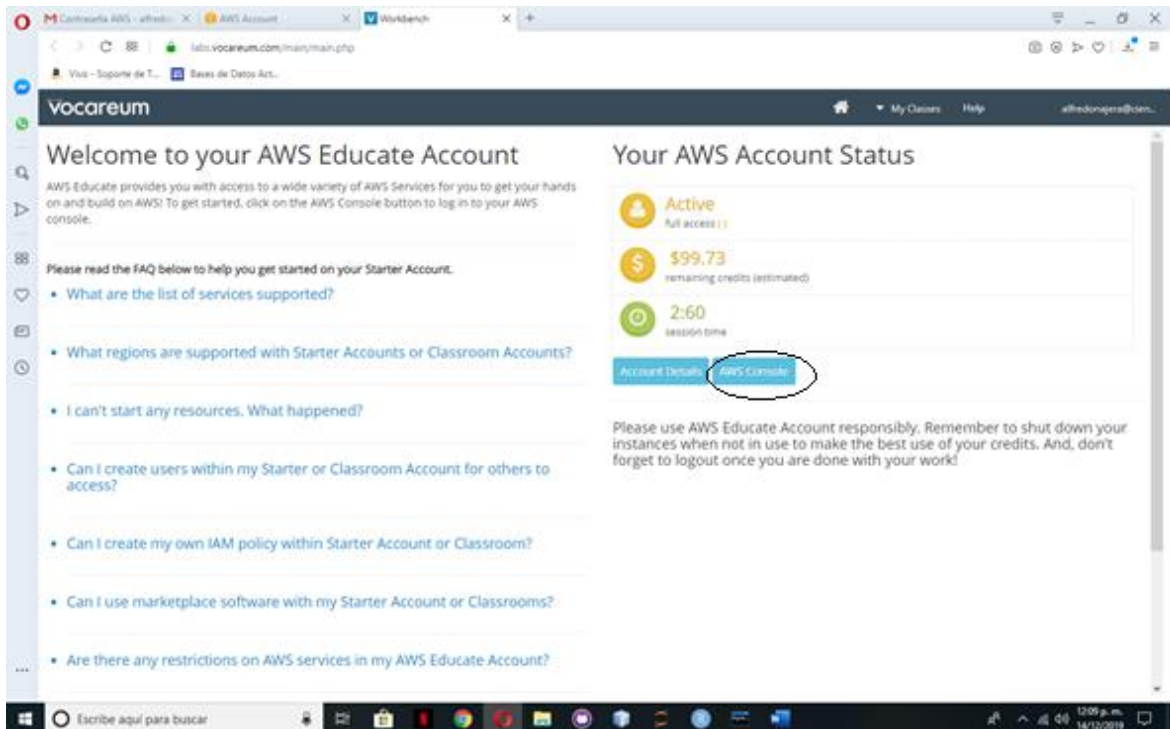 Contraseña AWS - alfredo
AWS Account
Workbench
labs.vocareum.com/main/main.php
Vivo - Soporte de T...
Bases de Datos Act...
vocareum
My Classes
Help
alfredonajera@cien...
Welcome to your AWS Educate Account
AWS Educate provides you with access to a wide variety of AWS Services for you to get your hands
on and build on AWS! To get started, click on the AWS Console button to log in to your AWS
console.
Please read the FAQ below to help you get started on your Starter Account.
• What are the list of services supported?
• What regions are supported with Starter Accounts or Classroom Accounts?
• I can't start any resources. What happened?
• Can I create users within my Starter or Classroom Account for others to
access?
• Can I create my own IAM policy within Starter Account or Classroom?
• Can I use marketplace software with my Starter Account or Classrooms?
• Are there any restrictions on AWS services in my AWS Educate Account?
Your AWS Account Status
Active
full access ( )
$99.73
remaining credits (estimated)
2:60
session time
Account Details
AWS Console
Please use AWS Educate Account responsibly. Remember to shut down your
instances when not in use to make the best use of your credits. And, don't
forget to logout once you are done with your work!
Escribe aquí para buscar
12:09 p. m.
14/12/2019